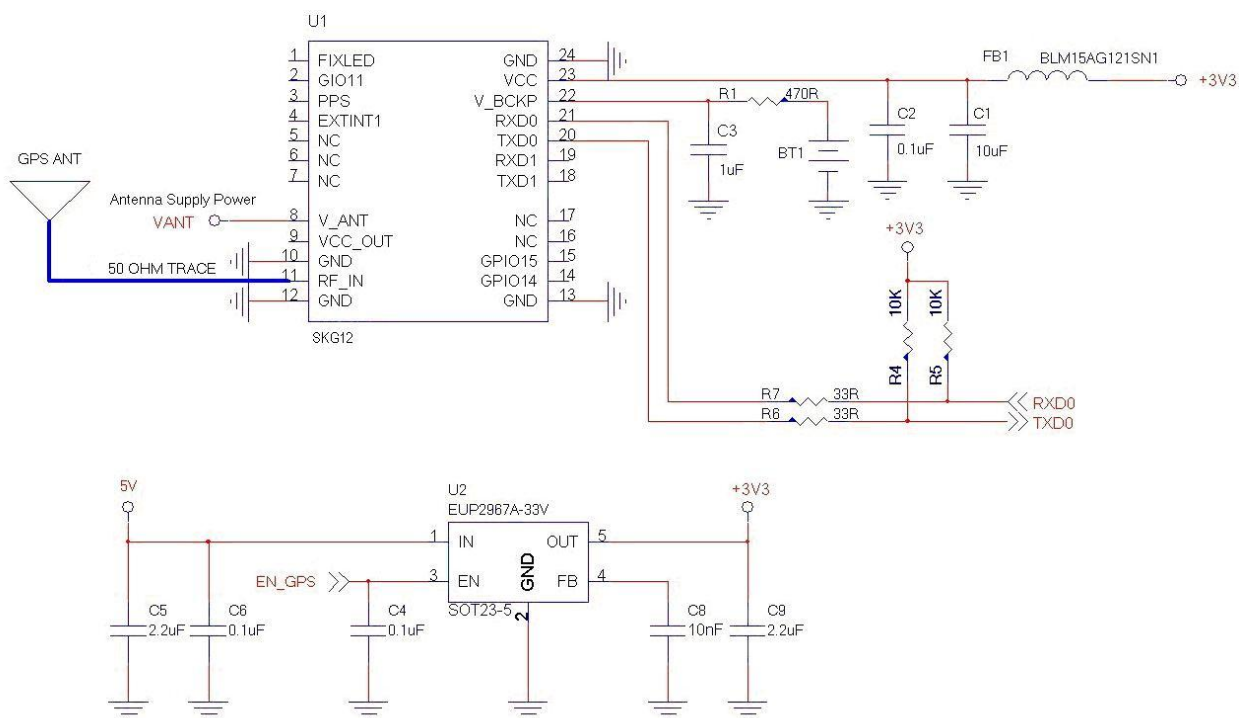 U1
1 FIXLED GND 24
2 GIO11 VCC 23
3 PPS V_BCKP 22
4 EXTINT1 RXD0 21
5 NC TXD0 20
6 NC RXD1 19
7 NC TXD1 18
8 V_ANT NC 17
9 VCC_OUT NC 16
10 GND GPIO15 15
11 RF_IN GPIO14 14
12 GND GND 13
SKG12
GPS ANT
Antenna Supply Power
VANT
50 OHM TRACE
FB1 BLM15AG121SN1
+3V3
R1 470R
C3
1uF
BT1
C2
0.1uF
C1
10uF
+3V3
10K
10K
R4
R5
R7 33R
R6 33R
RXD0
TXD0
5V
U2
EUP2967A-33V
1 IN OUT 5
3 EN FB 4
GND
2
SOT23-5
EN_GPS
+3V3
C5
2.2uF
C6
0.1uF
C4
0.1uF
C8
10nF
C9
2.2uF